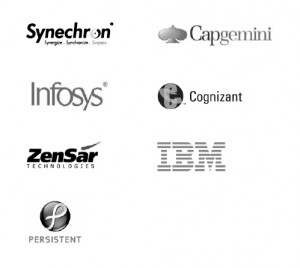 Synechron
Synergize . Synchronize . Surpass
Capgemini
Infosys®
Cognizant
ZenSar
TECHNOLOGIES
IBM
PERSISTENT